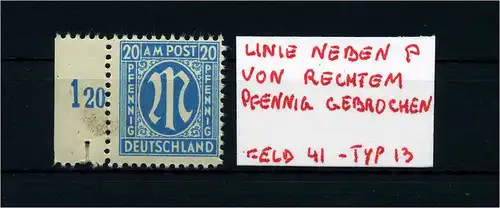 1 20
20 AM POST 20
PFENNIG PFENNIG
DEUTSCHLAND
LINIE NEBEN P
VON RECHTEM
PFENNIG GEBROCHEN
FELD 41 - TYP 13